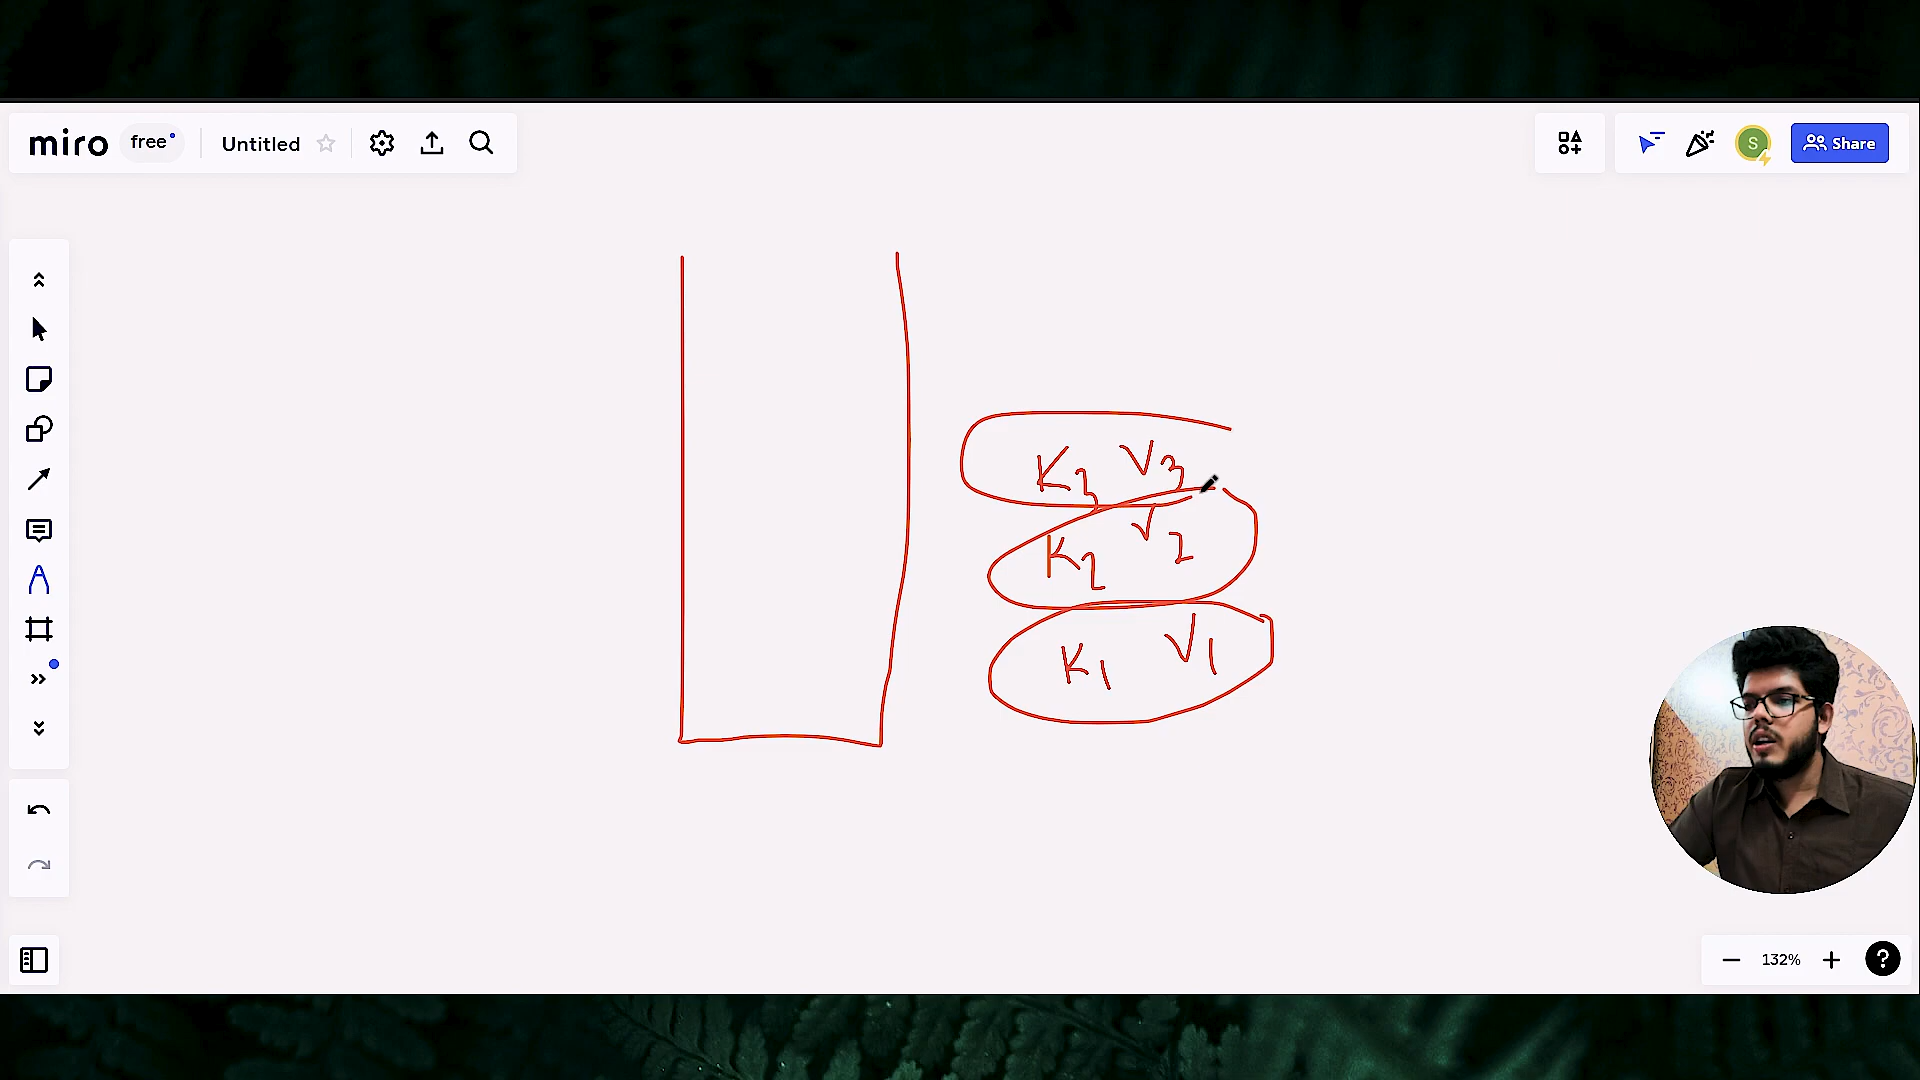 miro free Untitled
S Share
K3 V3
K2 V2
K1 V1
132%